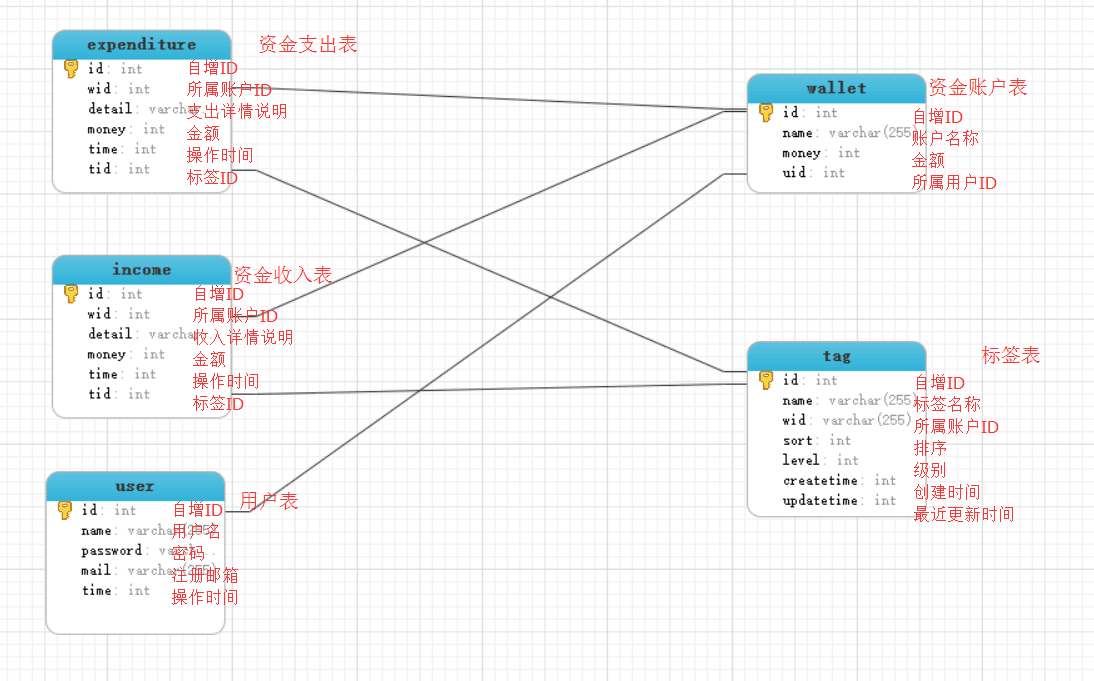 expenditure 资金支出表
id: int 自增ID
wid: int 所属账户ID
detail: varcha 支出详情说明
money: int 金额
time: int 操作时间
tid: int 标签ID
wallet 资金账户表
id: int 自增ID
name: varchar(255) 账户名称
money: int 金额
uid: int 所属用户ID
income 资金收入表
id: int 自增ID
wid: int 所属账户ID
detail: varcha 收入详情说明
money: int 金额
time: int 操作时间
tid: int 标签ID
tag 标签表
id: int 自增ID
name: varchar(255) 标签名称
wid: varchar(255) 所属账户ID
sort: int 排序
level: int 级别
createtime: int 创建时间
updatetime: int 最近更新时间
user 用户表
id: int 自增ID
name: varchar(255) 用户名
password: varch... 密码
mail: varchar(255) 注册邮箱
time: int 操作时间